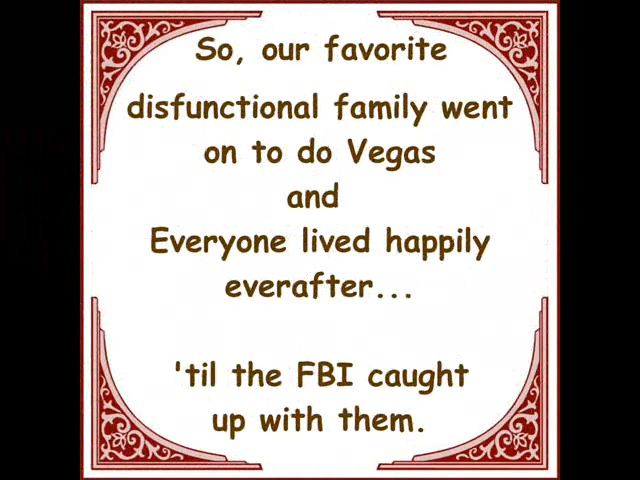 So, our favorite
disfunctional family went
on to do Vegas
and
Everyone lived happily
everafter...
'til the FBI caught
up with them.